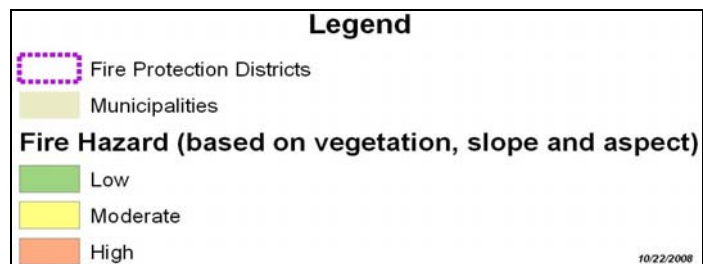 Legend
Fire Protection Districts
Municipalities
Fire Hazard (based on vegetation, slope and aspect)
Low
Moderate
High
10/22/2008